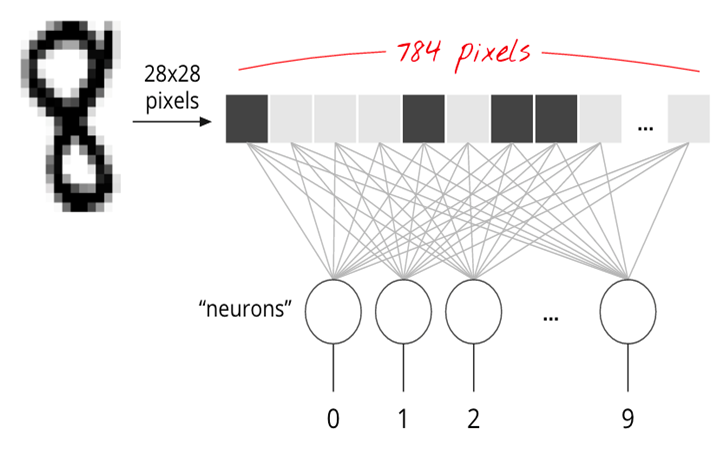 784 pixels
28x28
pixels
...
“neurons”
...
0 1 2 9